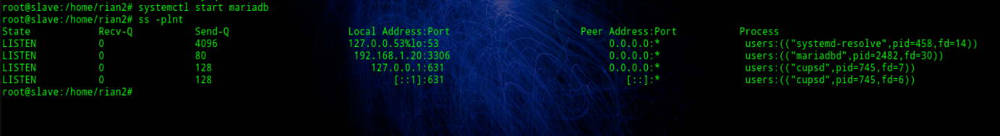 root@slave:/home/rian2# systemctl start mariadb
root@slave:/home/rian2# ss -plnt
State Recv-Q Send-Q Local Address:Port Peer Address:Port Process
LISTEN 0 4096 127.0.0.53%lo:53 0.0.0.0:* users:(("systemd-resolve",pid=458,fd=14))
LISTEN 0 80 192.168.1.20:3306 0.0.0.0:* users:(("mariadbd",pid=2482,fd=30))
LISTEN 0 128 127.0.0.1:631 0.0.0.0:* users:(("cupsd",pid=745,fd=7))
LISTEN 0 128 [::1]:631 [::]:* users:(("cupsd",pid=745,fd=6))
root@slave:/home/rian2#